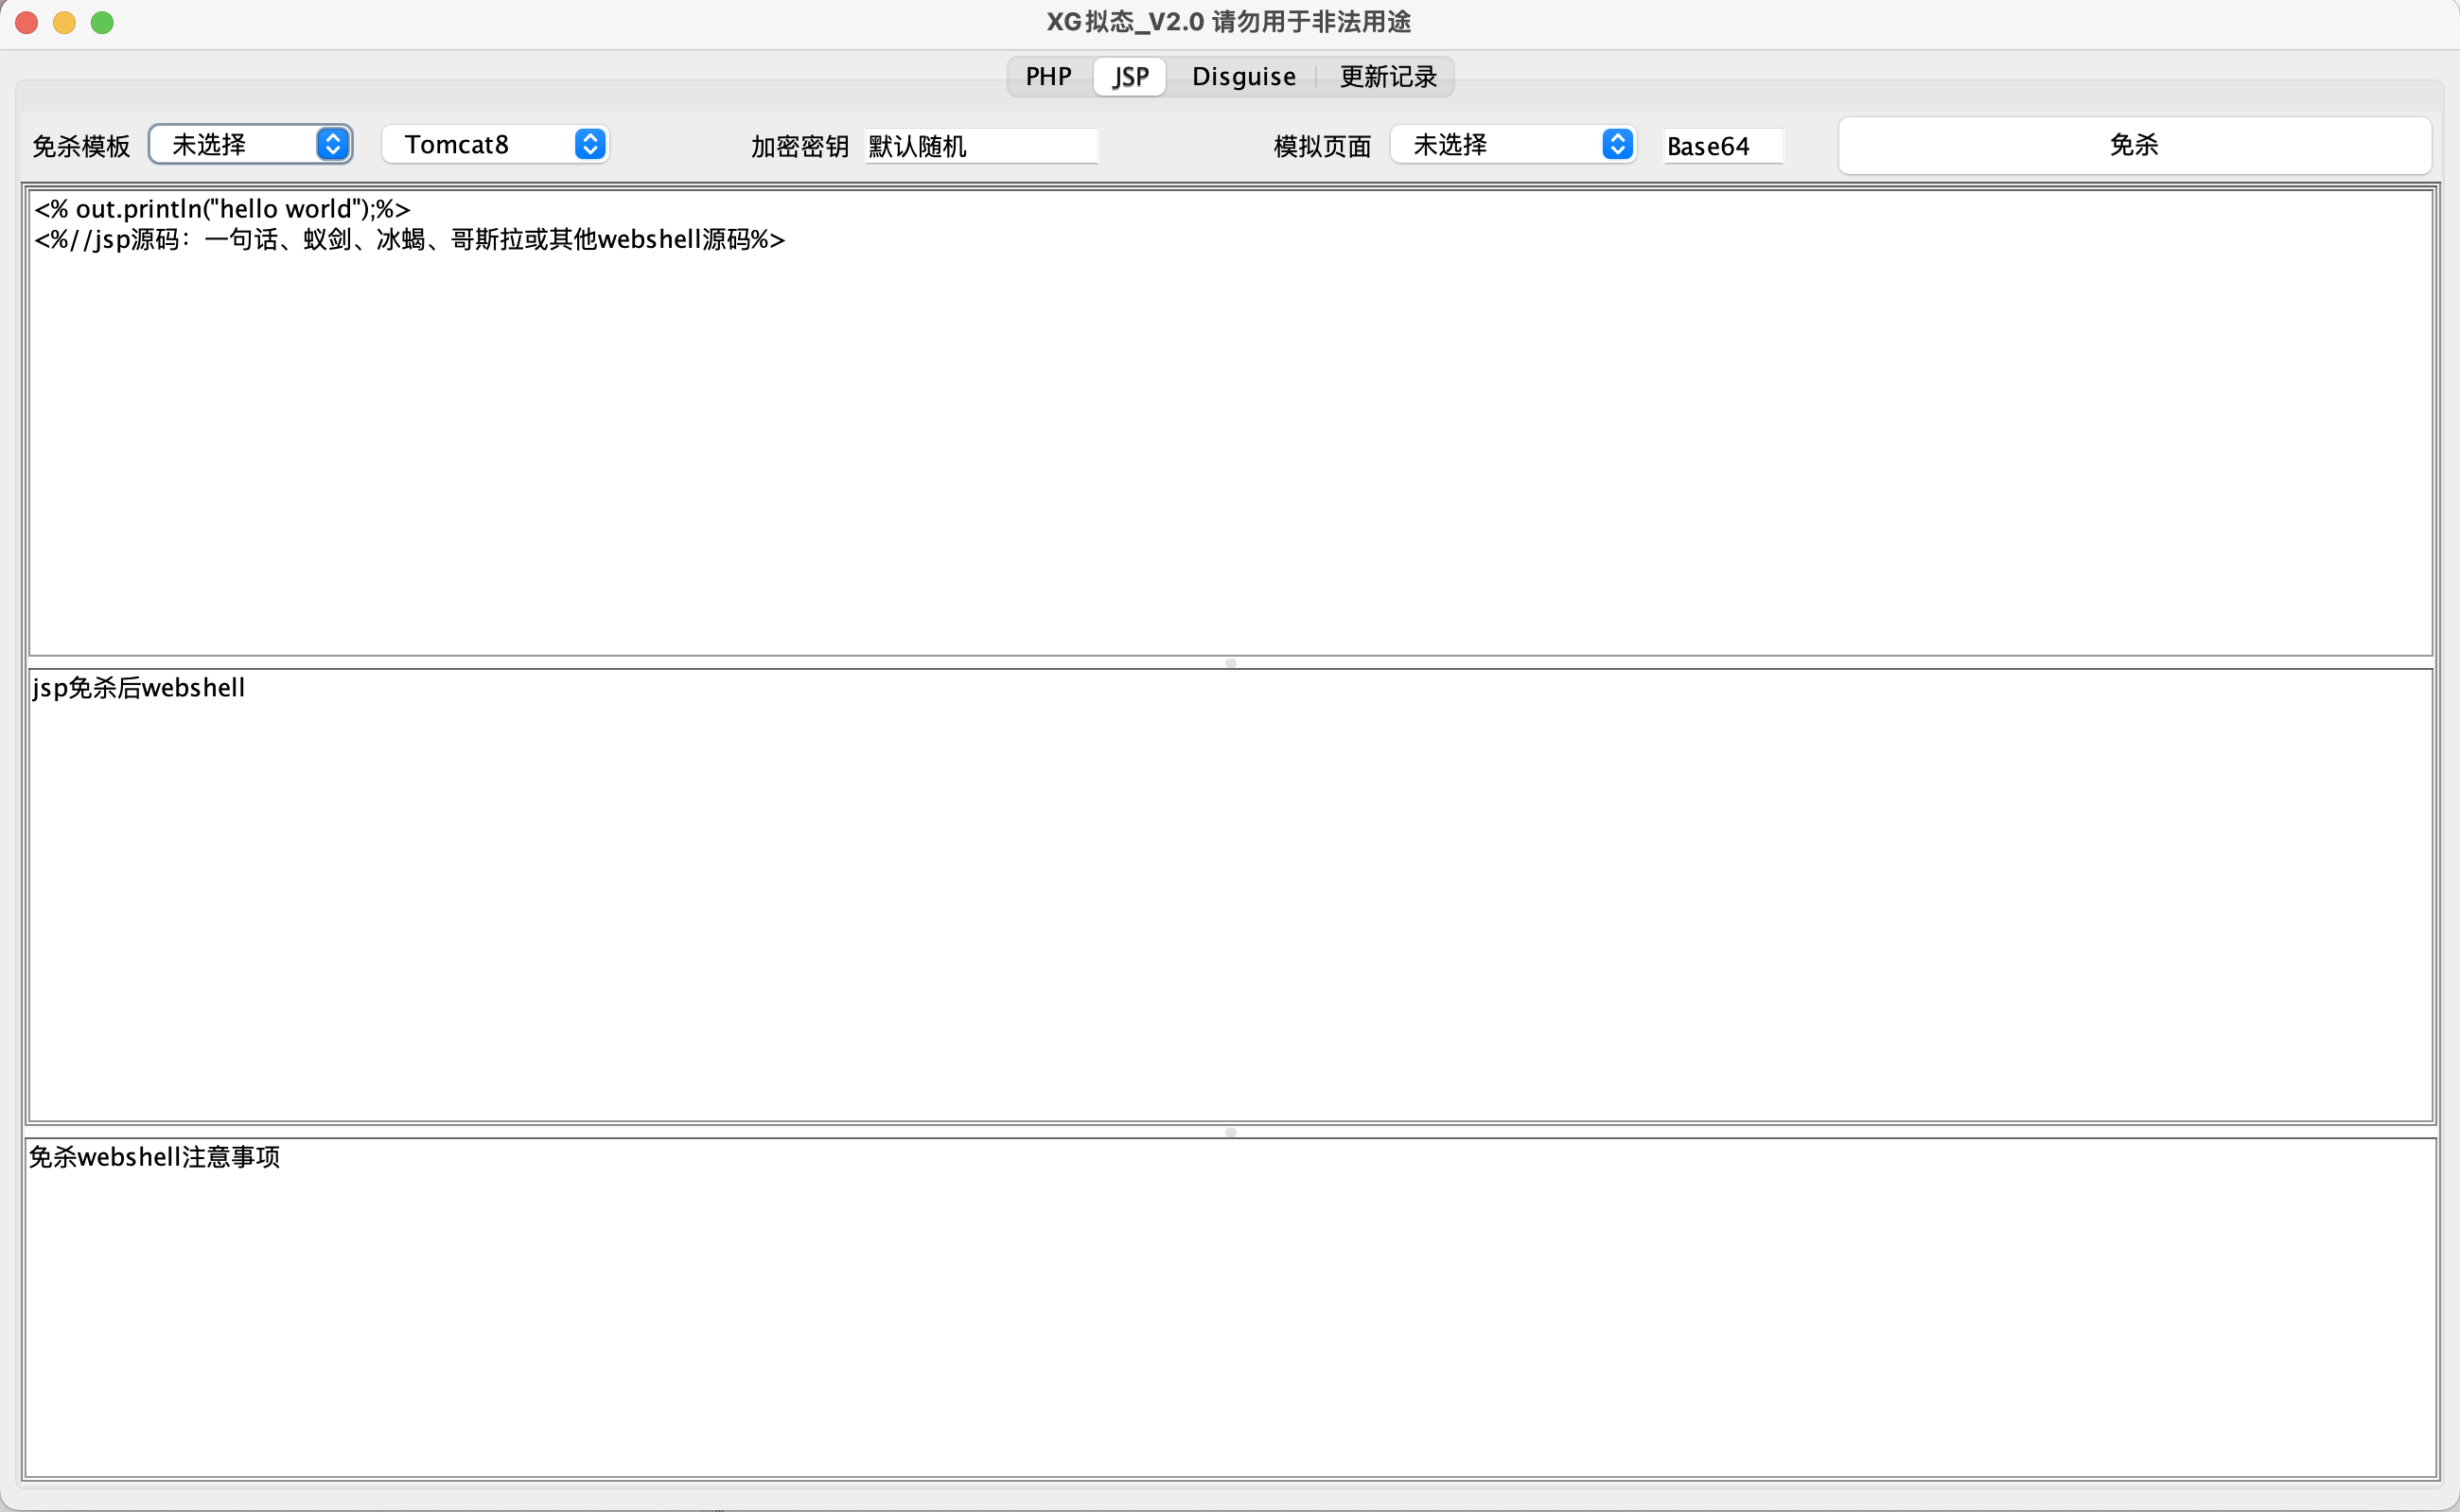 XG拟态_V2.0 请勿用于非法用途
PHP JSP Disguise 更新记录
免杀模板 未选择 Tomcat8 加密密钥 默认随机 模拟页面 未选择 Base64 免杀
<% out.println("hello world");%>
<%//jsp源码：一句话、蚁剑、冰蝎、哥斯拉或其他webshell源码%>
jsp免杀后webshell
免杀webshell注意事项